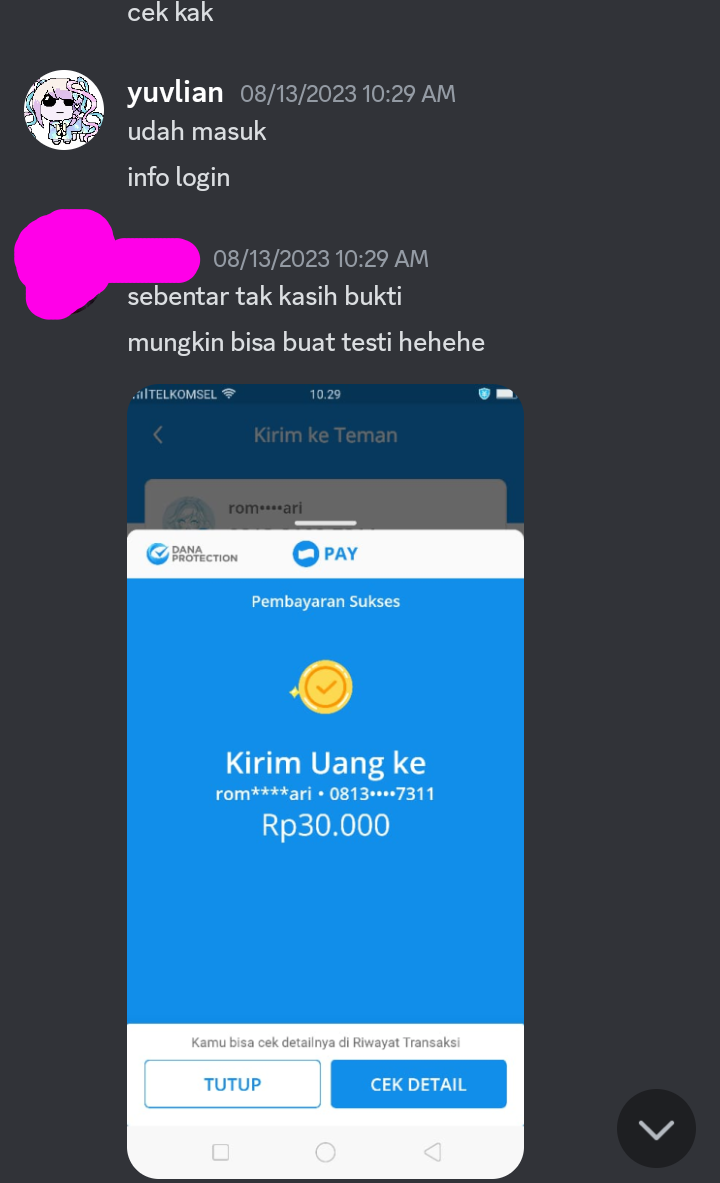 cek kak
yuvlian 08/13/2023 10:29 AM
udah masuk
info login
08/13/2023 10:29 AM
sebentar tak kasih bukti
mungkin bisa buat testi hehehe
TELKOMSEL 10.29
Kirim ke Teman
rom••••ari
DANA PROTECTION
PAY
Pembayaran Sukses
Kirim Uang ke
rom****ari • 0813••••7311
Rp30.000
Kamu bisa cek detailnya di Riwayat Transaksi
TUTUP
CEK DETAIL